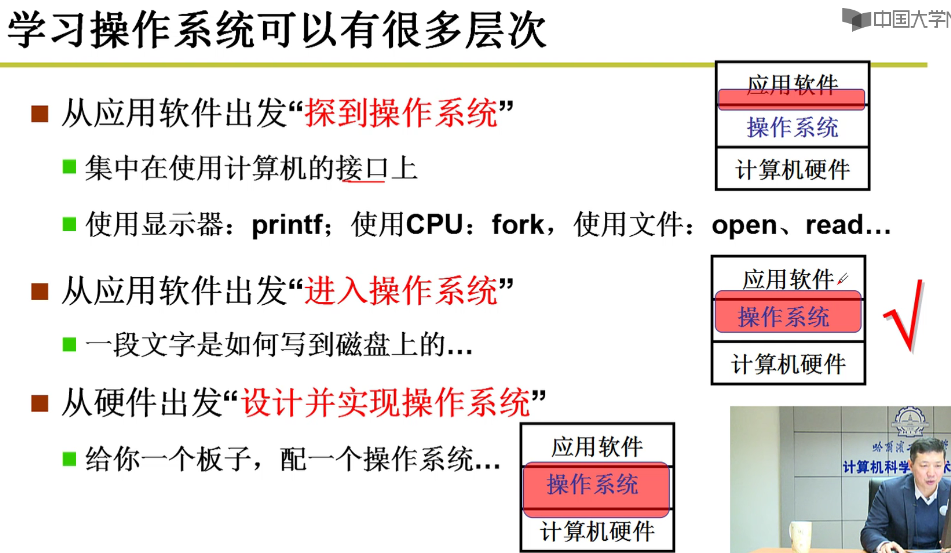 学习操作系统可以有很多层次
中国大学
从应用软件出发“探到操作系统”
集中在使用计算机的接口上
使用显示器：printf；使用CPU：fork，使用文件：open、read…
应用软件
操作系统
计算机硬件
从应用软件出发“进入操作系统”
一段文字是如何写到磁盘上的…
应用软件
操作系统
计算机硬件
从硬件出发“设计并实现操作系统”
给你一个板子，配一个操作系统…
应用软件
操作系统
计算机硬件
哈尔滨
计算机科学